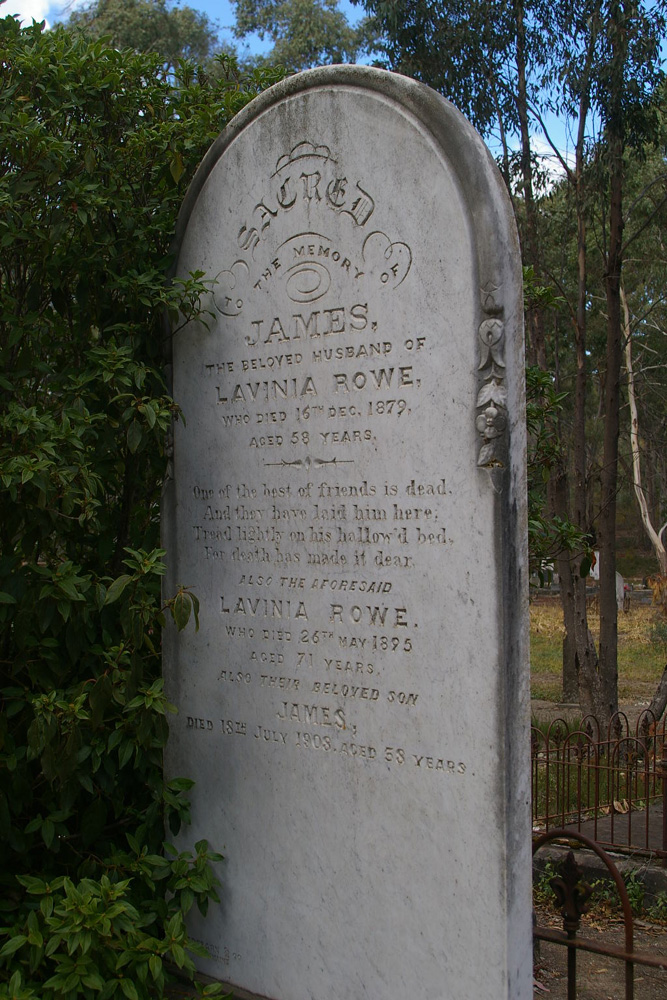 SACRED
TO THE MEMORY OF
JAMES,
THE BELOVED HUSBAND OF
LAVINIA ROWE,
WHO DIED 16TH DEC. 1879,
AGED 58 YEARS.
One of the best of friends is dead,
And they have laid him here;
Tread lightly on his hallow'd bed,
For death has made it dear.
ALSO THE AFORESAID
LAVINIA ROWE.
WHO DIED 26TH MAY 1895
AGED 71 YEARS.
ALSO THEIR BELOVED SON
JAMES,
DIED 18TH JULY 1908. AGED 58 YEARS.